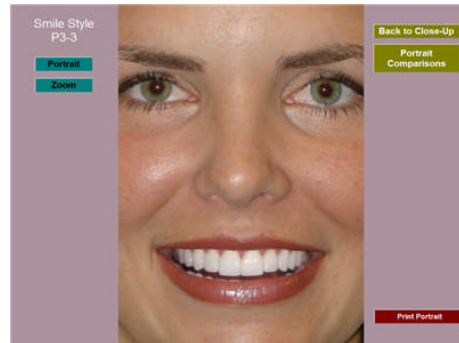 Smile Style
P3-3
Portrait
Zoom
Back to Close-Up
Portrait
Comparisons
Print Portrait